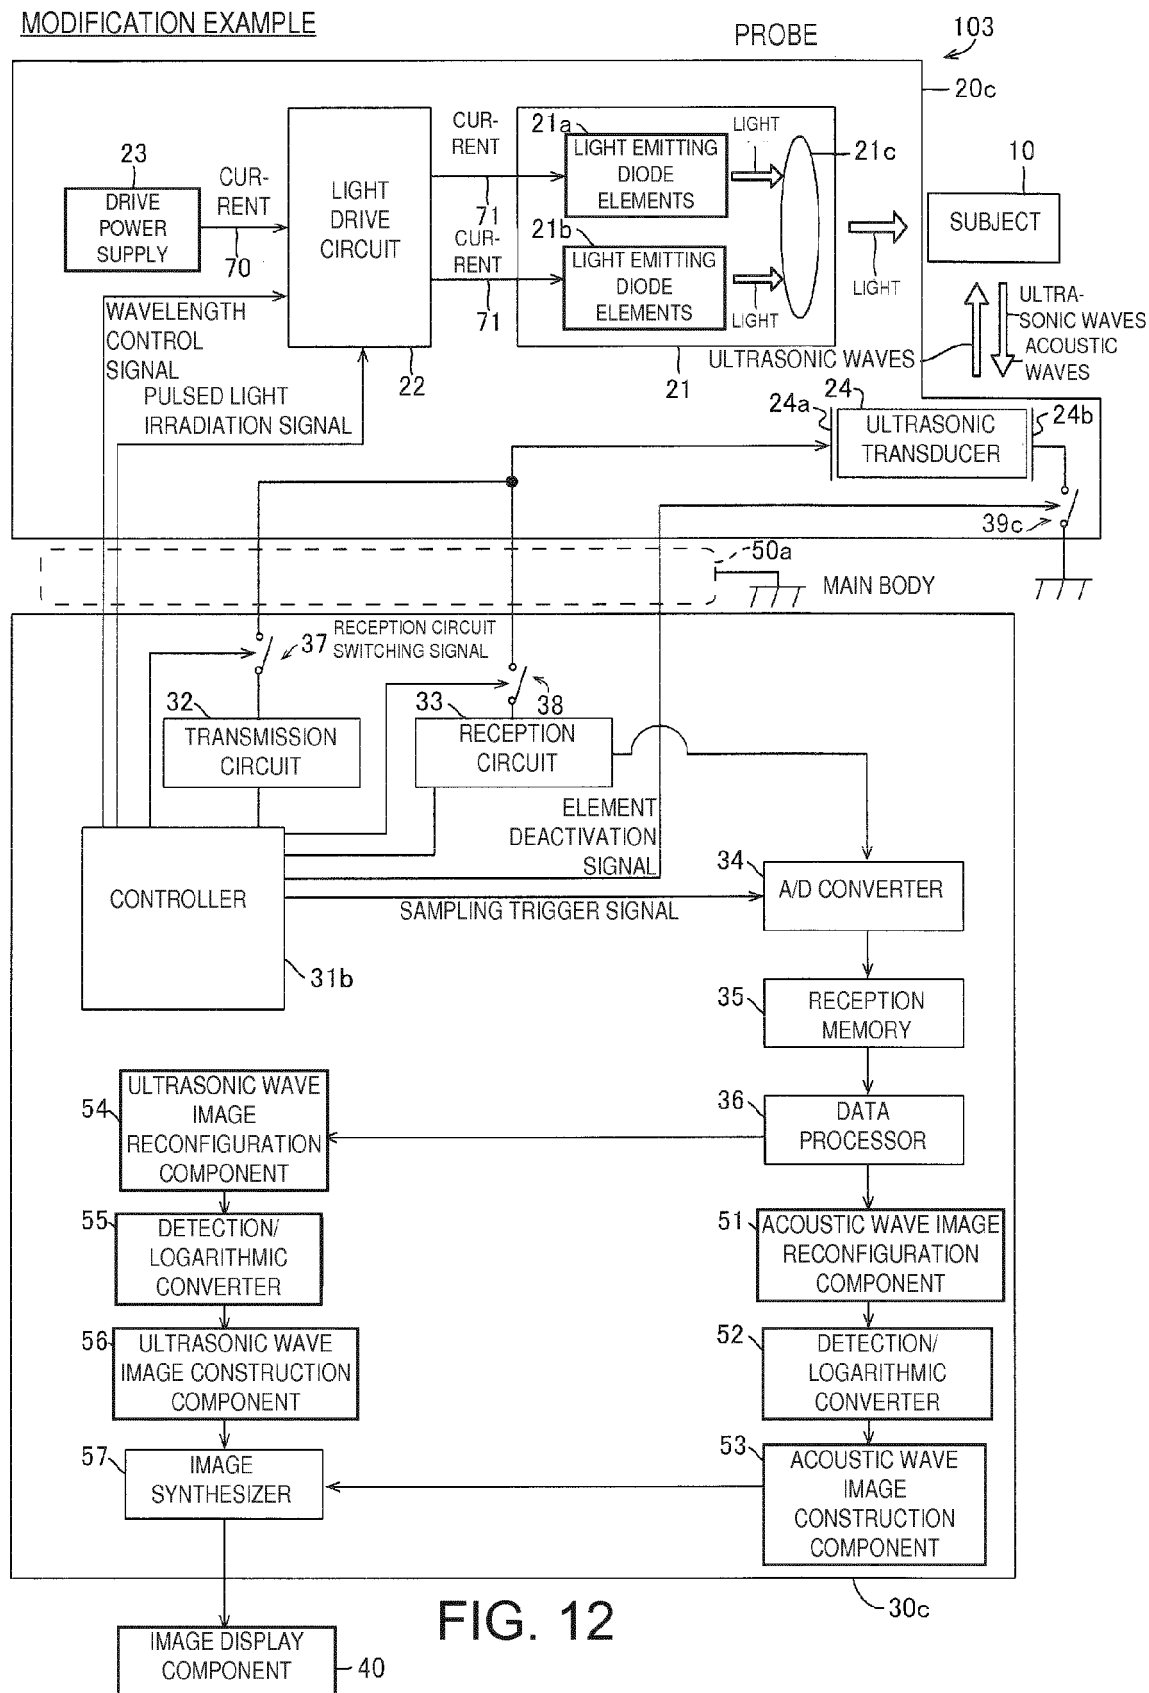 MODIFICATION EXAMPLE
PROBE
103
20c
23
DRIVE
POWER
SUPPLY
CUR-
RENT
70
LIGHT
DRIVE
CIRCUIT
22
CUR-
RENT
71
CUR-
RENT
71
21a
LIGHT EMITTING
DIODE
ELEMENTS
LIGHT
21b
LIGHT EMITTING
DIODE
ELEMENTS
LIGHT
21c
21
LIGHT
10
SUBJECT
ULTRA-
SONIC WAVES
ACOUSTIC
WAVES
ULTRASONIC WAVES
WAVELENGTH
CONTROL
SIGNAL
PULSED LIGHT
IRRADIATION SIGNAL
24a
24
24b
ULTRASONIC
TRANSDUCER
39c
50a
MAIN BODY
37
RECEPTION CIRCUIT
SWITCHING SIGNAL
38
32
TRANSMISSION
CIRCUIT
33
RECEPTION
CIRCUIT
ELEMENT
DEACTIVATION
SIGNAL
CONTROLLER
31b
SAMPLING TRIGGER SIGNAL
34
A/D CONVERTER
35
RECEPTION
MEMORY
36
DATA
PROCESSOR
54
ULTRASONIC WAVE
IMAGE
RECONFIGURATION
COMPONENT
55
DETECTION/
LOGARITHMIC
CONVERTER
56
ULTRASONIC WAVE
IMAGE CONSTRUCTION
COMPONENT
57
IMAGE
SYNTHESIZER
51
ACOUSTIC WAVE IMAGE
RECONFIGURATION
COMPONENT
52
DETECTION/
LOGARITHMIC
CONVERTER
53
ACOUSTIC WAVE
IMAGE
CONSTRUCTION
COMPONENT
30c
FIG. 12
IMAGE DISPLAY
COMPONENT
40